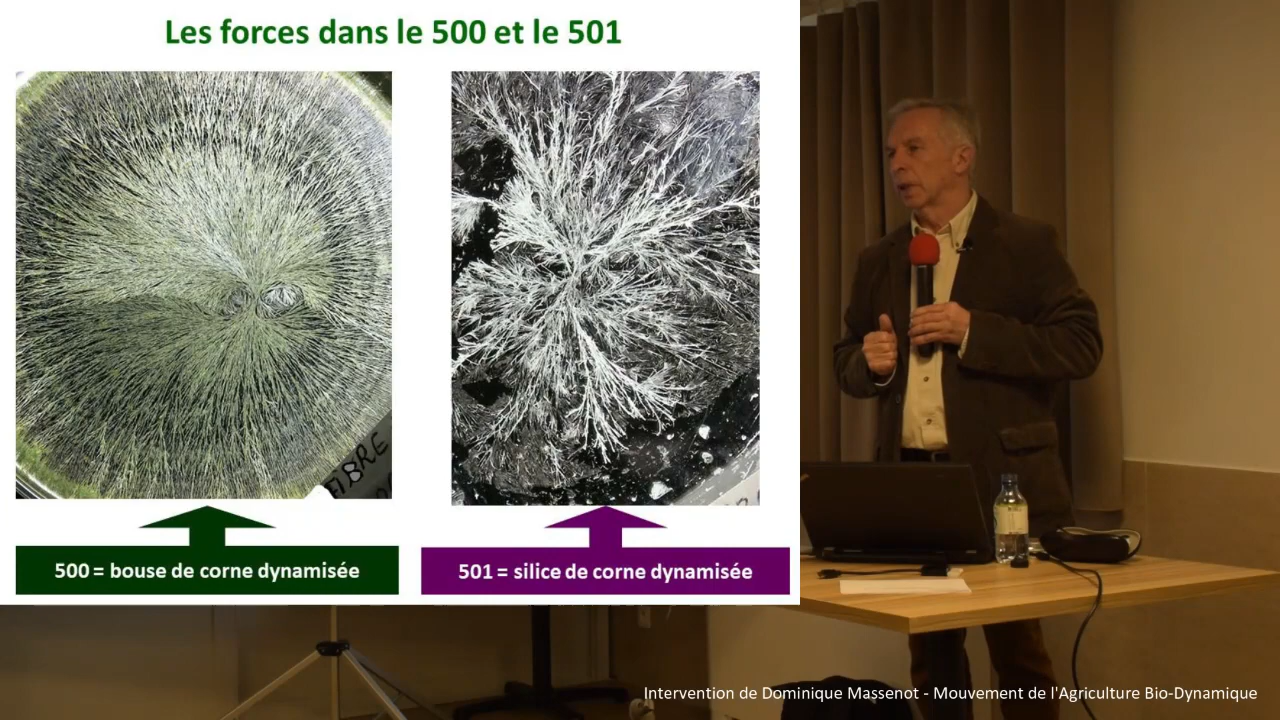 Les forces dans le 500 et le 501
FIBRE
500 = bouse de corne dynamisée
501 = silice de corne dynamisée
Intervention de Dominique Massenot - Mouvement de l'Agriculture Bio-Dynamique